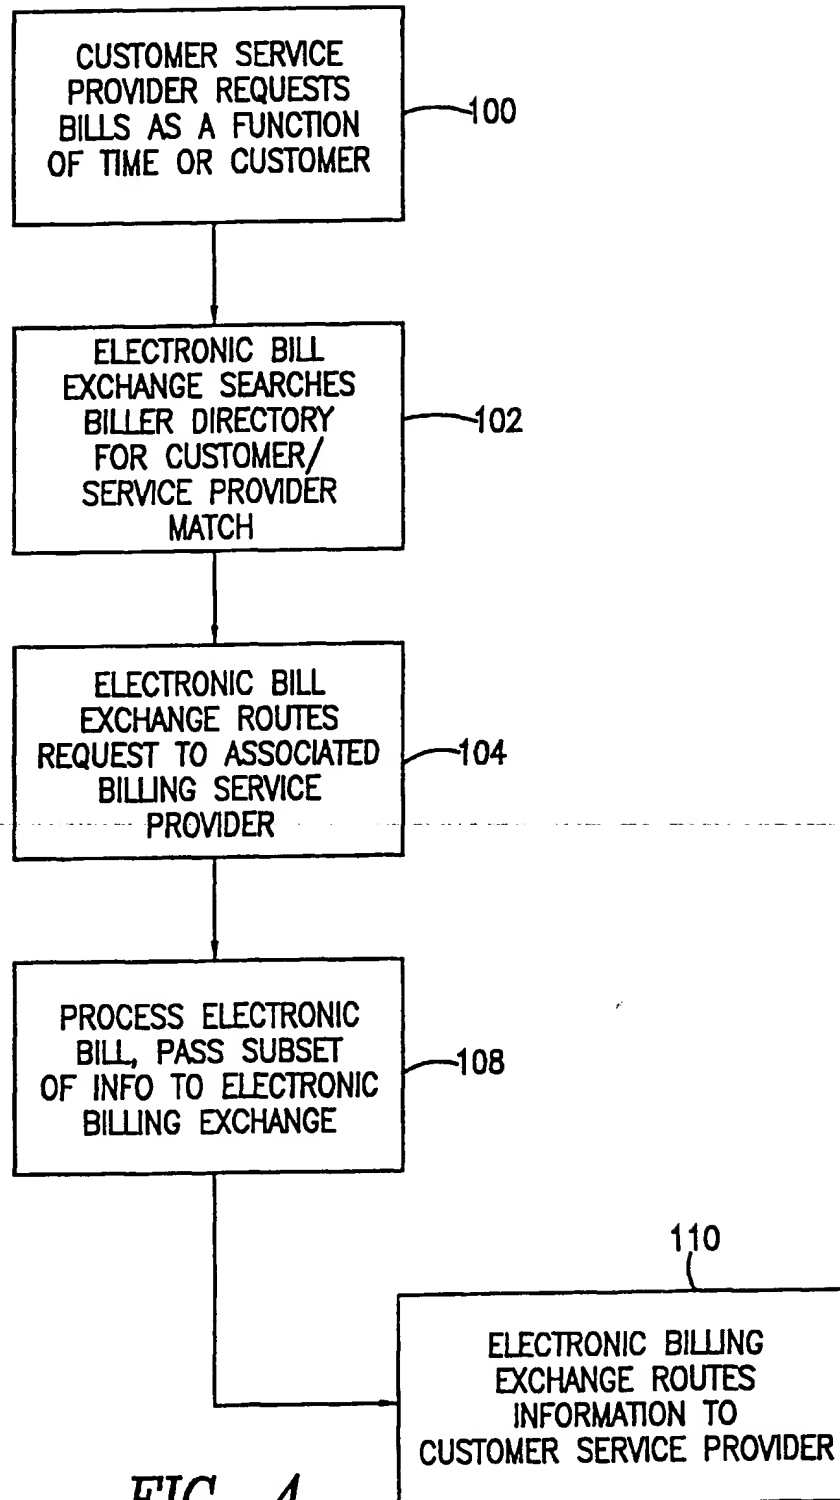 CUSTOMER SERVICE
PROVIDER REQUESTS
BILLS AS A FUNCTION
OF TIME OR CUSTOMER
100
ELECTRONIC BILL
EXCHANGE SEARCHES
BILLER DIRECTORY
FOR CUSTOMER/
SERVICE PROVIDER
MATCH
102
ELECTRONIC BILL
EXCHANGE ROUTES
REQUEST TO ASSOCIATED
BILLING SERVICE
PROVIDER
104
PROCESS ELECTRONIC
BILL, PASS SUBSET
OF INFO TO ELECTRONIC
BILLING EXCHANGE
108
110
ELECTRONIC BILLING
EXCHANGE ROUTES
INFORMATION TO
CUSTOMER SERVICE PROVIDER
FIG. 4